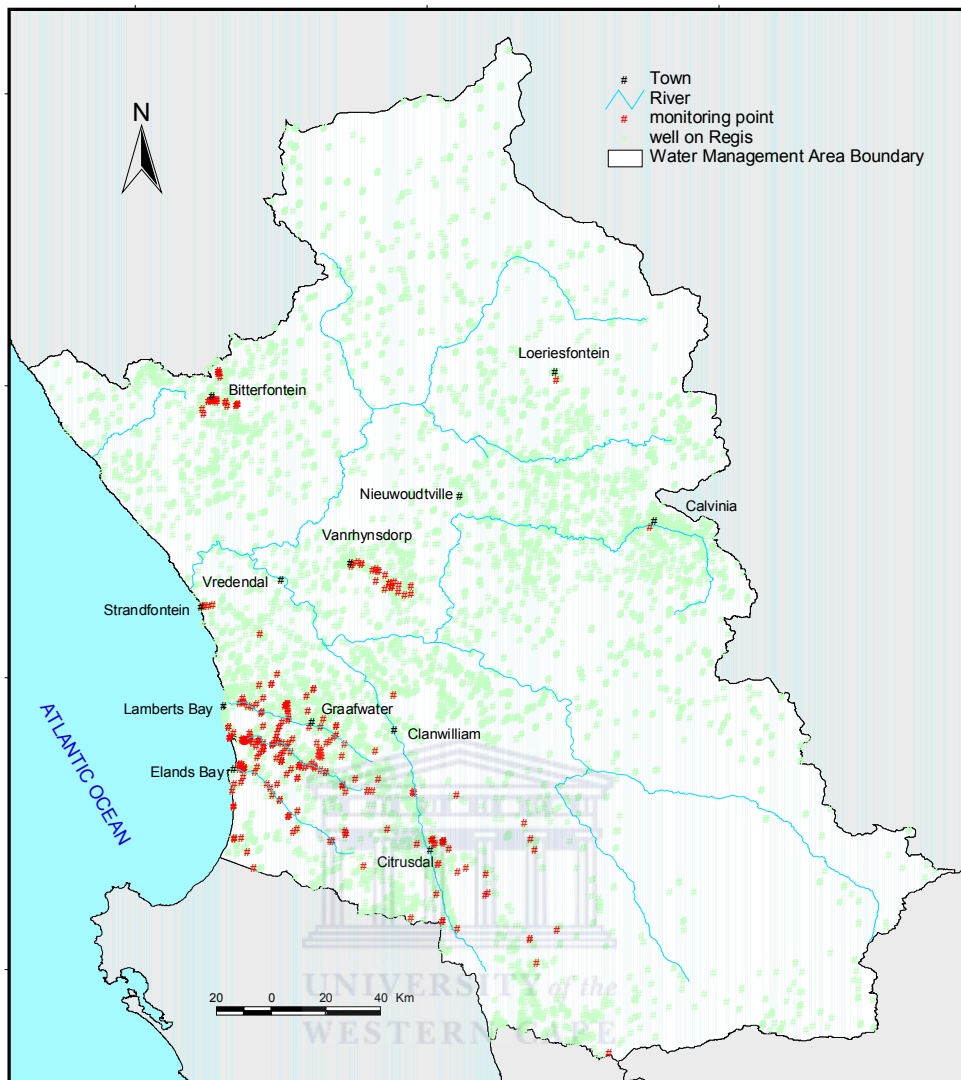 N
# Town
River
# monitoring point
well on Regis
Water Management Area Boundary
Loeriesfontein
Bitterfontein
Nieuwoudtville
Calvinia
Vanrhynsdorp
Vredendal
Strandfontein
Lamberts Bay
Graafwater
Clanwilliam
Elands Bay
ATLANTIC OCEAN
Citrusdal
20 0 20 40 Km
UNIVERSITY of the
WESTERN CAPE